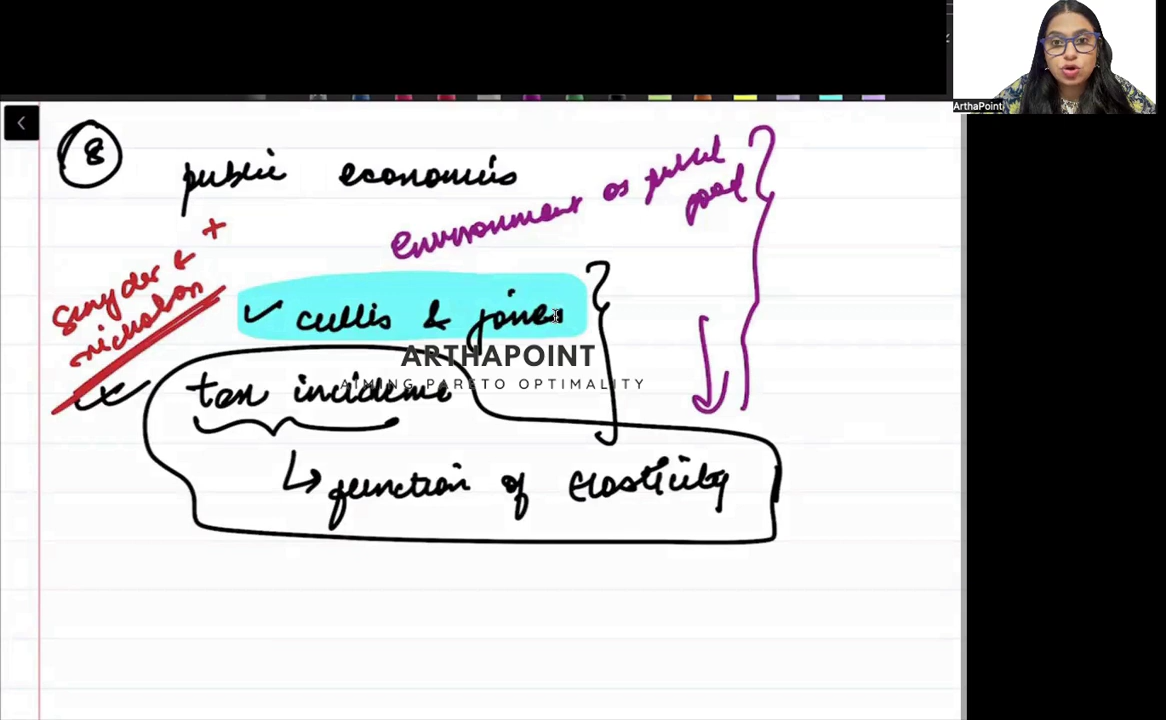 ArthaPoint
8 public economics
environment as public good
snyder & +
nicholson
cullis & jones
ARTHAPOINT
AIMING PARETO OPTIMALITY
tax incidence
function of elasticity